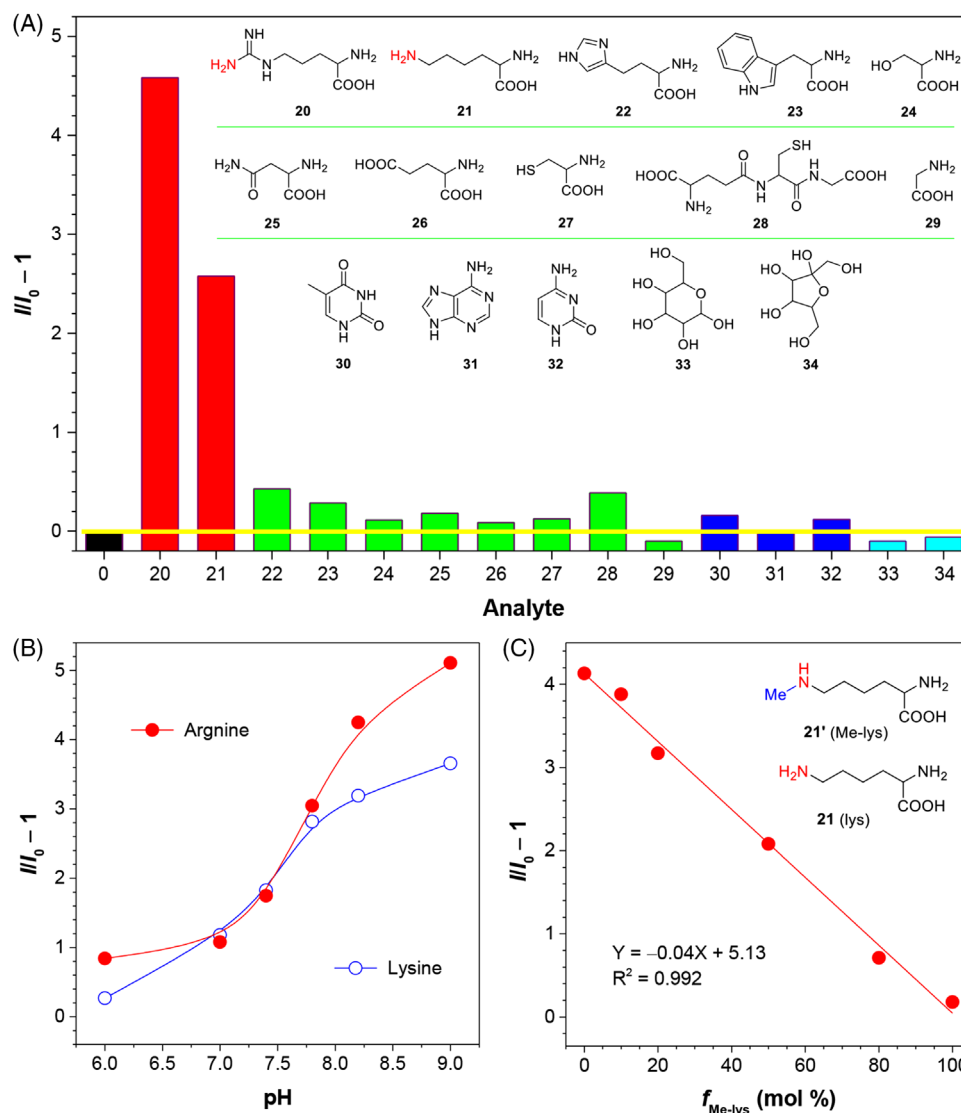 (A)
5
4
3
2
1
0
I/I0 – 1
NH
H2N
N
H
NH2
COOH
20
H2N
NH2
COOH
21
N
HN
NH2
COOH
22
NH2
COOH
N
H
23
HO
NH2
COOH
24
H2N
O
NH2
COOH
25
HOOC
NH2
COOH
26
HS
NH2
COOH
27
SH
HOOC
NH2
O
N
H
H
N
O
COOH
28
NH2
COOH
29
O
NH
N
H
O
30
NH2
N
N
N
H
N
31
NH2
N
N
H
O
32
HO
HO
O
HO
OH
OH
33
HO
OH
HO
O
OH
HO
34
0 20 21 22 23 24 25 26 27 28 29 30 31 32 33 34
Analyte
(B)
5
4
3
2
1
0
I/I0 – 1
Argnine
Lysine
6.0 6.5 7.0 7.5 8.0 8.5 9.0
pH
(C)
4
3
2
1
0
I/I0 – 1
H
N
Me
NH2
COOH
21' (Me-lys)
H2N
NH2
COOH
21 (lys)
Y = –0.04X + 5.13
R2 = 0.992
0 20 40 60 80 100
fMe-lys (mol %)